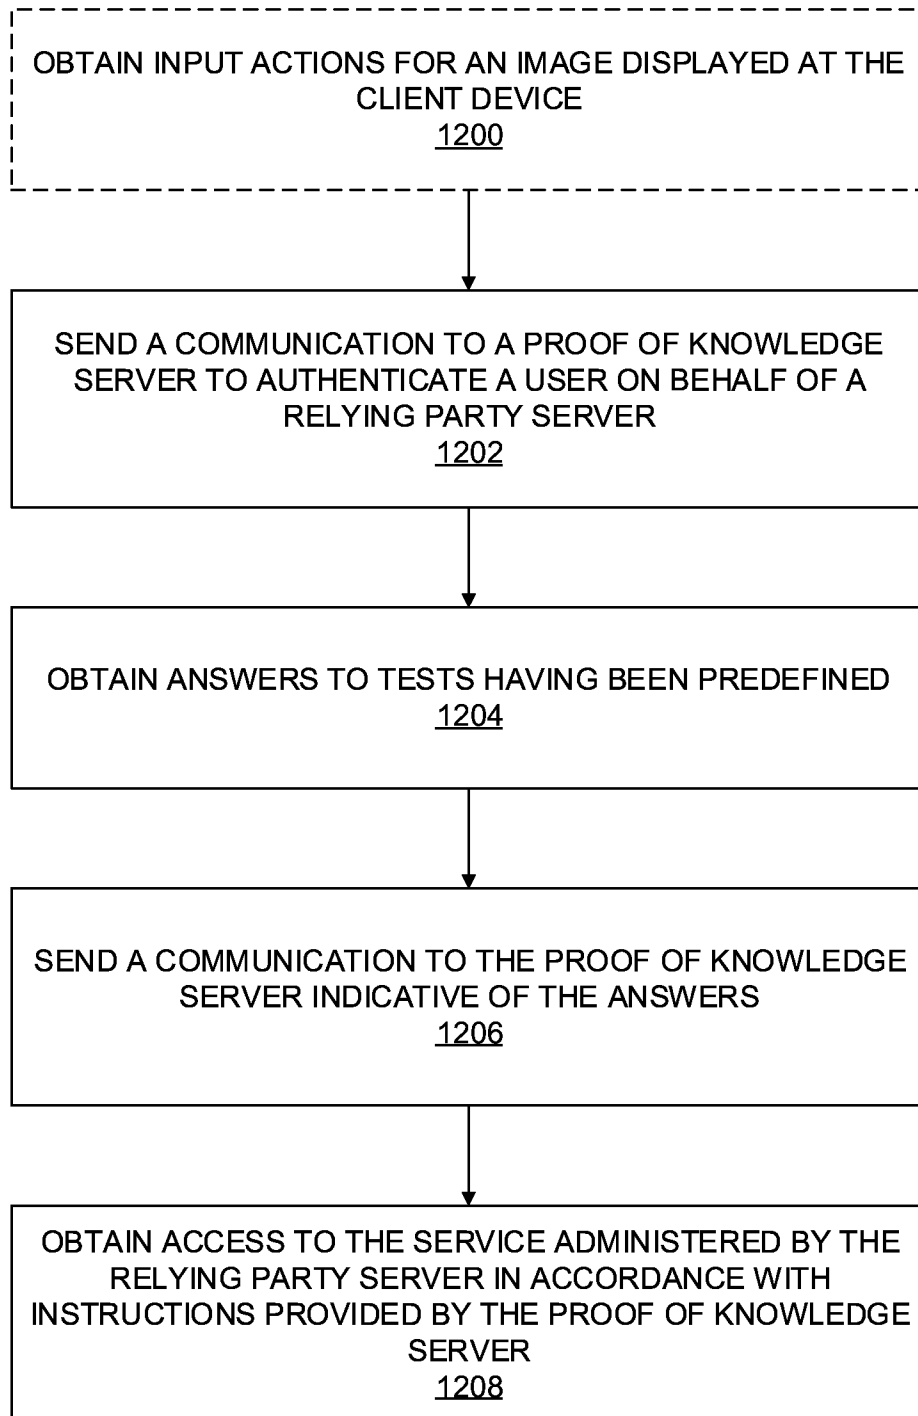 OBTAIN INPUT ACTIONS FOR AN IMAGE DISPLAYED AT THE
CLIENT DEVICE
1200
SEND A COMMUNICATION TO A PROOF OF KNOWLEDGE
SERVER TO AUTHENTICATE A USER ON BEHALF OF A
RELYING PARTY SERVER
1202
OBTAIN ANSWERS TO TESTS HAVING BEEN PREDEFINED
1204
SEND A COMMUNICATION TO THE PROOF OF KNOWLEDGE
SERVER INDICATIVE OF THE ANSWERS
1206
OBTAIN ACCESS TO THE SERVICE ADMINISTERED BY THE
RELYING PARTY SERVER IN ACCORDANCE WITH
INSTRUCTIONS PROVIDED BY THE PROOF OF KNOWLEDGE
SERVER
1208